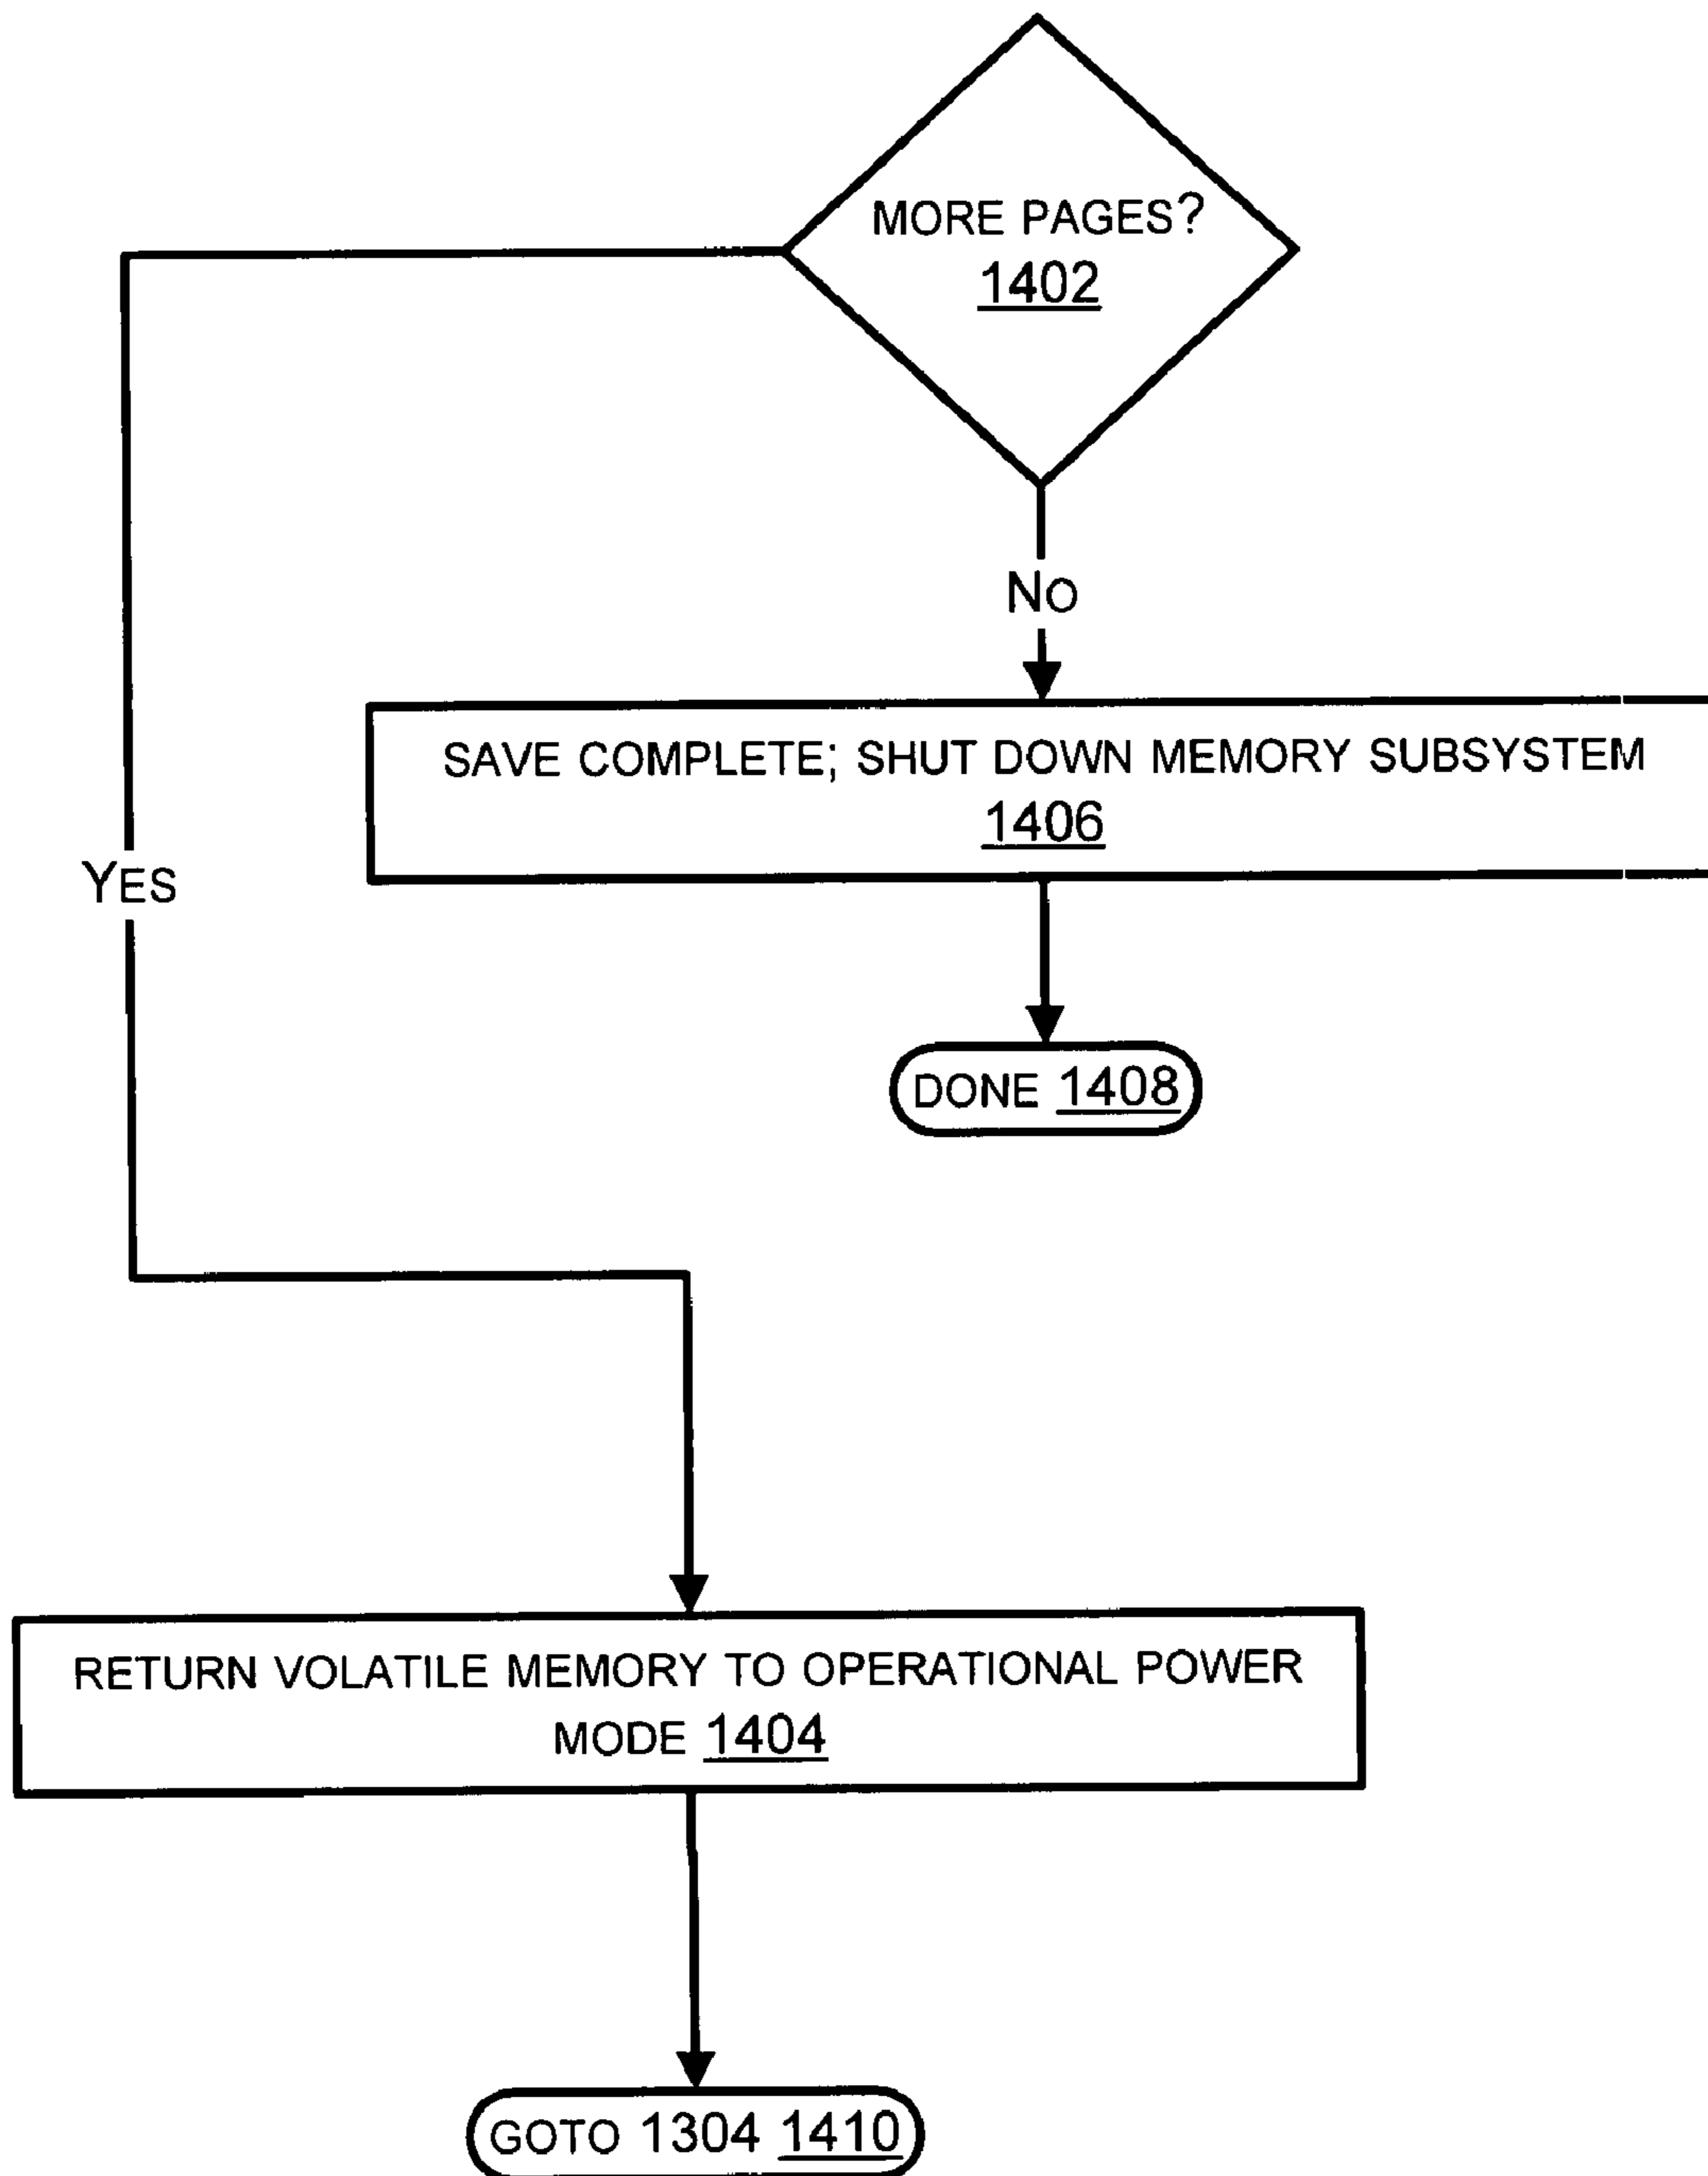 MORE PAGES?
1402
NO
SAVE COMPLETE; SHUT DOWN MEMORY SUBSYSTEM
1406
YES
DONE 1408
RETURN VOLATILE MEMORY TO OPERATIONAL POWER
MODE 1404
GOTO 1304 1410